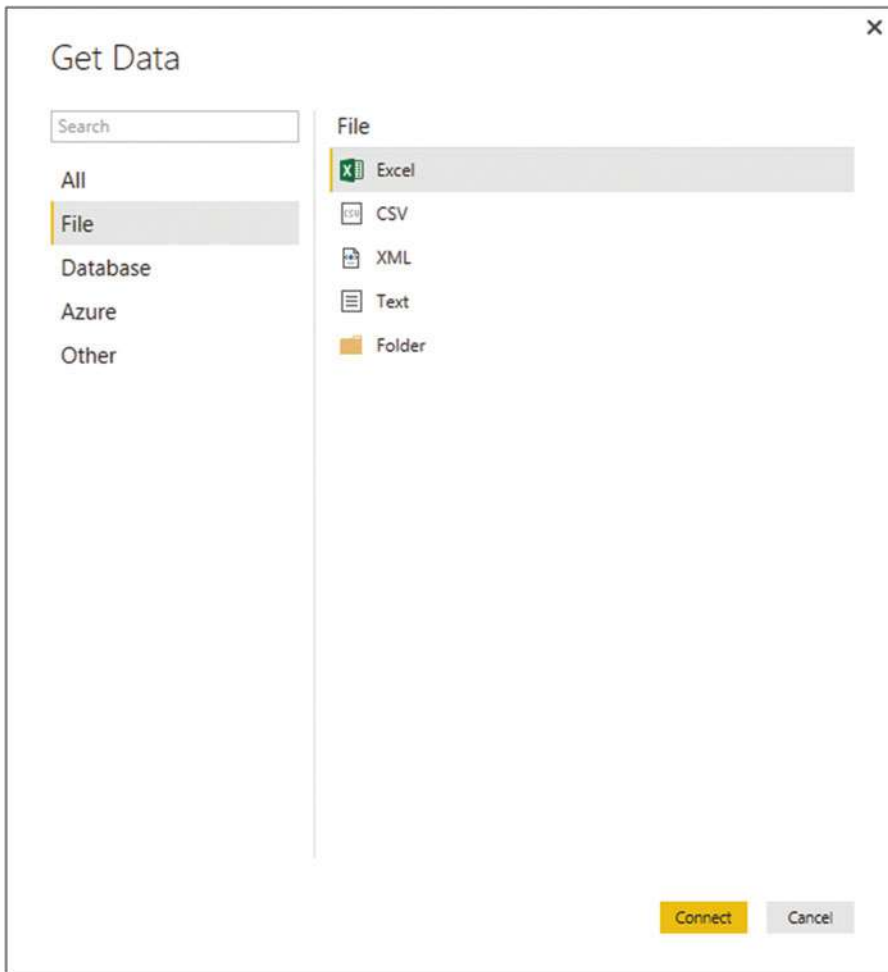 Get Data
Search
All
File
Database
Azure
Other
File
Excel
CSV
XML
Text
Folder
Connect
Cancel